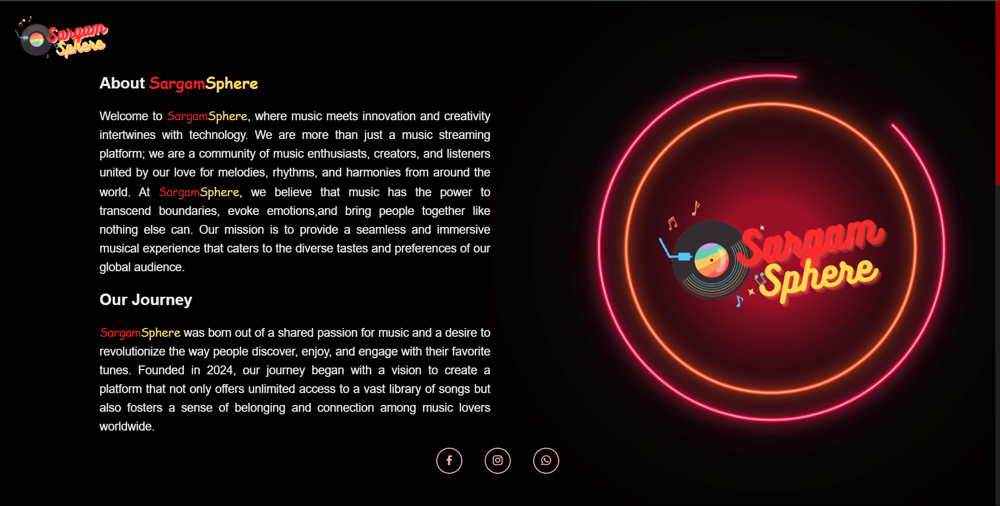 Sargam
Sphere
About SargamSphere
Welcome to SargamSphere, where music meets innovation and creativity
intertwines with technology. We are more than just a music streaming
platform; we are a community of music enthusiasts, creators, and listeners
united by our love for melodies, rhythms, and harmonies from around the
world. At SargamSphere, we believe that music has the power to
transcend boundaries, evoke emotions,and bring people together like
nothing else can. Our mission is to provide a seamless and immersive
musical experience that caters to the diverse tastes and preferences of our
global audience.
Our Journey
SargamSphere was born out of a shared passion for music and a desire to
revolutionize the way people discover, enjoy, and engage with their favorite
tunes. Founded in 2024, our journey began with a vision to create a
platform that not only offers unlimited access to a vast library of songs but
also fosters a sense of belonging and connection among music lovers
worldwide.
Sargam
Sphere